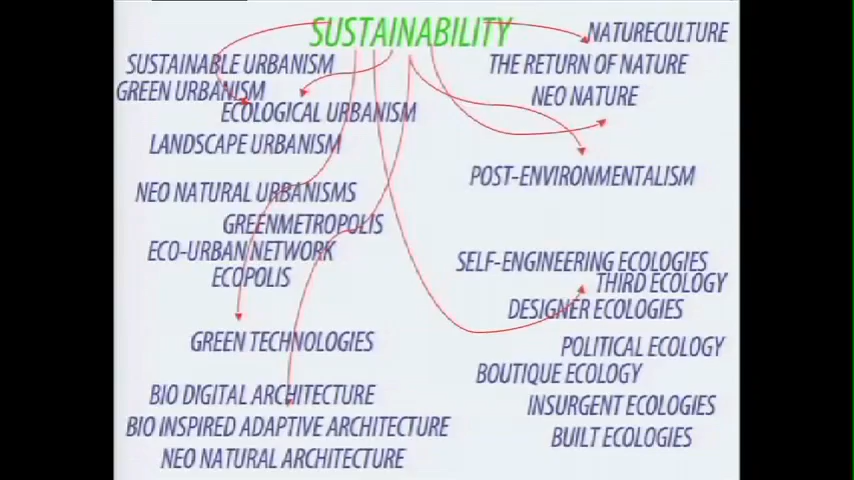 SUSTAINABILITY
SUSTAINABLE URBANISM
GREEN URBANISM
ECOLOGICAL URBANISM
LANDSCAPE URBANISM
NEO NATURAL URBANISMS
GREENMETROPOLIS
ECO-URBAN NETWORK
ECOPOLIS
GREEN TECHNOLOGIES
BIO DIGITAL ARCHITECTURE
BIO INSPIRED ADAPTIVE ARCHITECTURE
NEO NATURAL ARCHITECTURE
NATURECULTURE
THE RETURN OF NATURE
NEO NATURE
POST-ENVIRONMENTALISM
SELF-ENGINEERING ECOLOGIES
THIRD ECOLOGY
DESIGNER ECOLOGIES
POLITICAL ECOLOGY
BOUTIQUE ECOLOGY
INSURGENT ECOLOGIES
BUILT ECOLOGIES